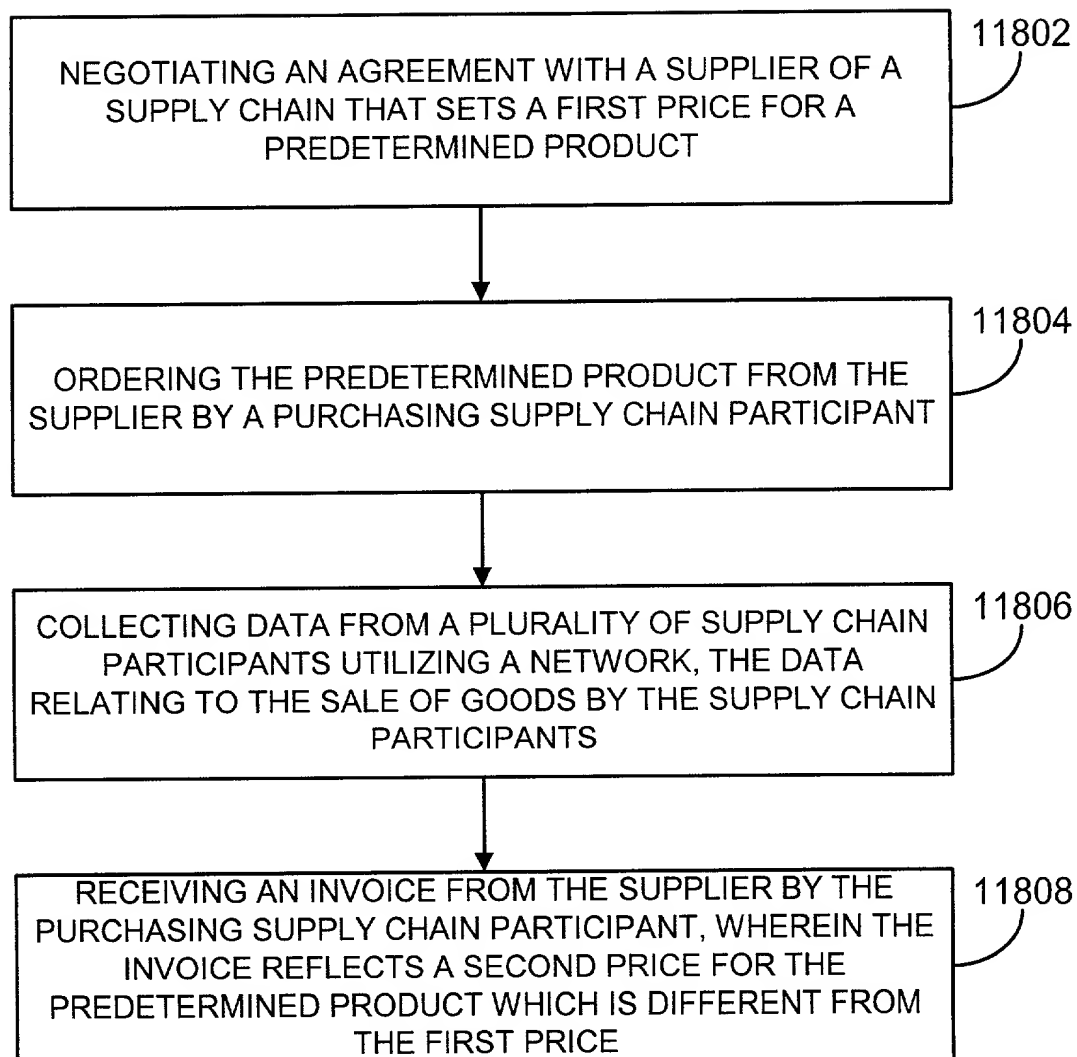 11802
NEGOTIATING AN AGREEMENT WITH A SUPPLIER OF A
SUPPLY CHAIN THAT SETS A FIRST PRICE FOR A
PREDETERMINED PRODUCT
11804
ORDERING THE PREDETERMINED PRODUCT FROM THE
SUPPLIER BY A PURCHASING SUPPLY CHAIN PARTICIPANT
11806
COLLECTING DATA FROM A PLURALITY OF SUPPLY CHAIN
PARTICIPANTS UTILIZING A NETWORK, THE DATA
RELATING TO THE SALE OF GOODS BY THE SUPPLY CHAIN
PARTICIPANTS
11808
RECEIVING AN INVOICE FROM THE SUPPLIER BY THE
PURCHASING SUPPLY CHAIN PARTICIPANT, WHEREIN THE
INVOICE REFLECTS A SECOND PRICE FOR THE
PREDETERMINED PRODUCT WHICH IS DIFFERENT FROM
THE FIRST PRICE